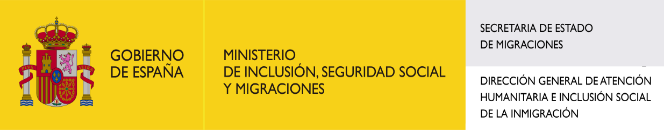 GOBIERNO
DE ESPAÑA
MINISTERIO
DE INCLUSIÓN, SEGURIDAD SOCIAL
Y MIGRACIONES
SECRETARIA DE ESTADO
DE MIGRACIONES
DIRECCIÓN GENERAL DE ATENCIÓN
HUMANITARIA E INCLUSIÓN SOCIAL
DE LA INMIGRACIÓN